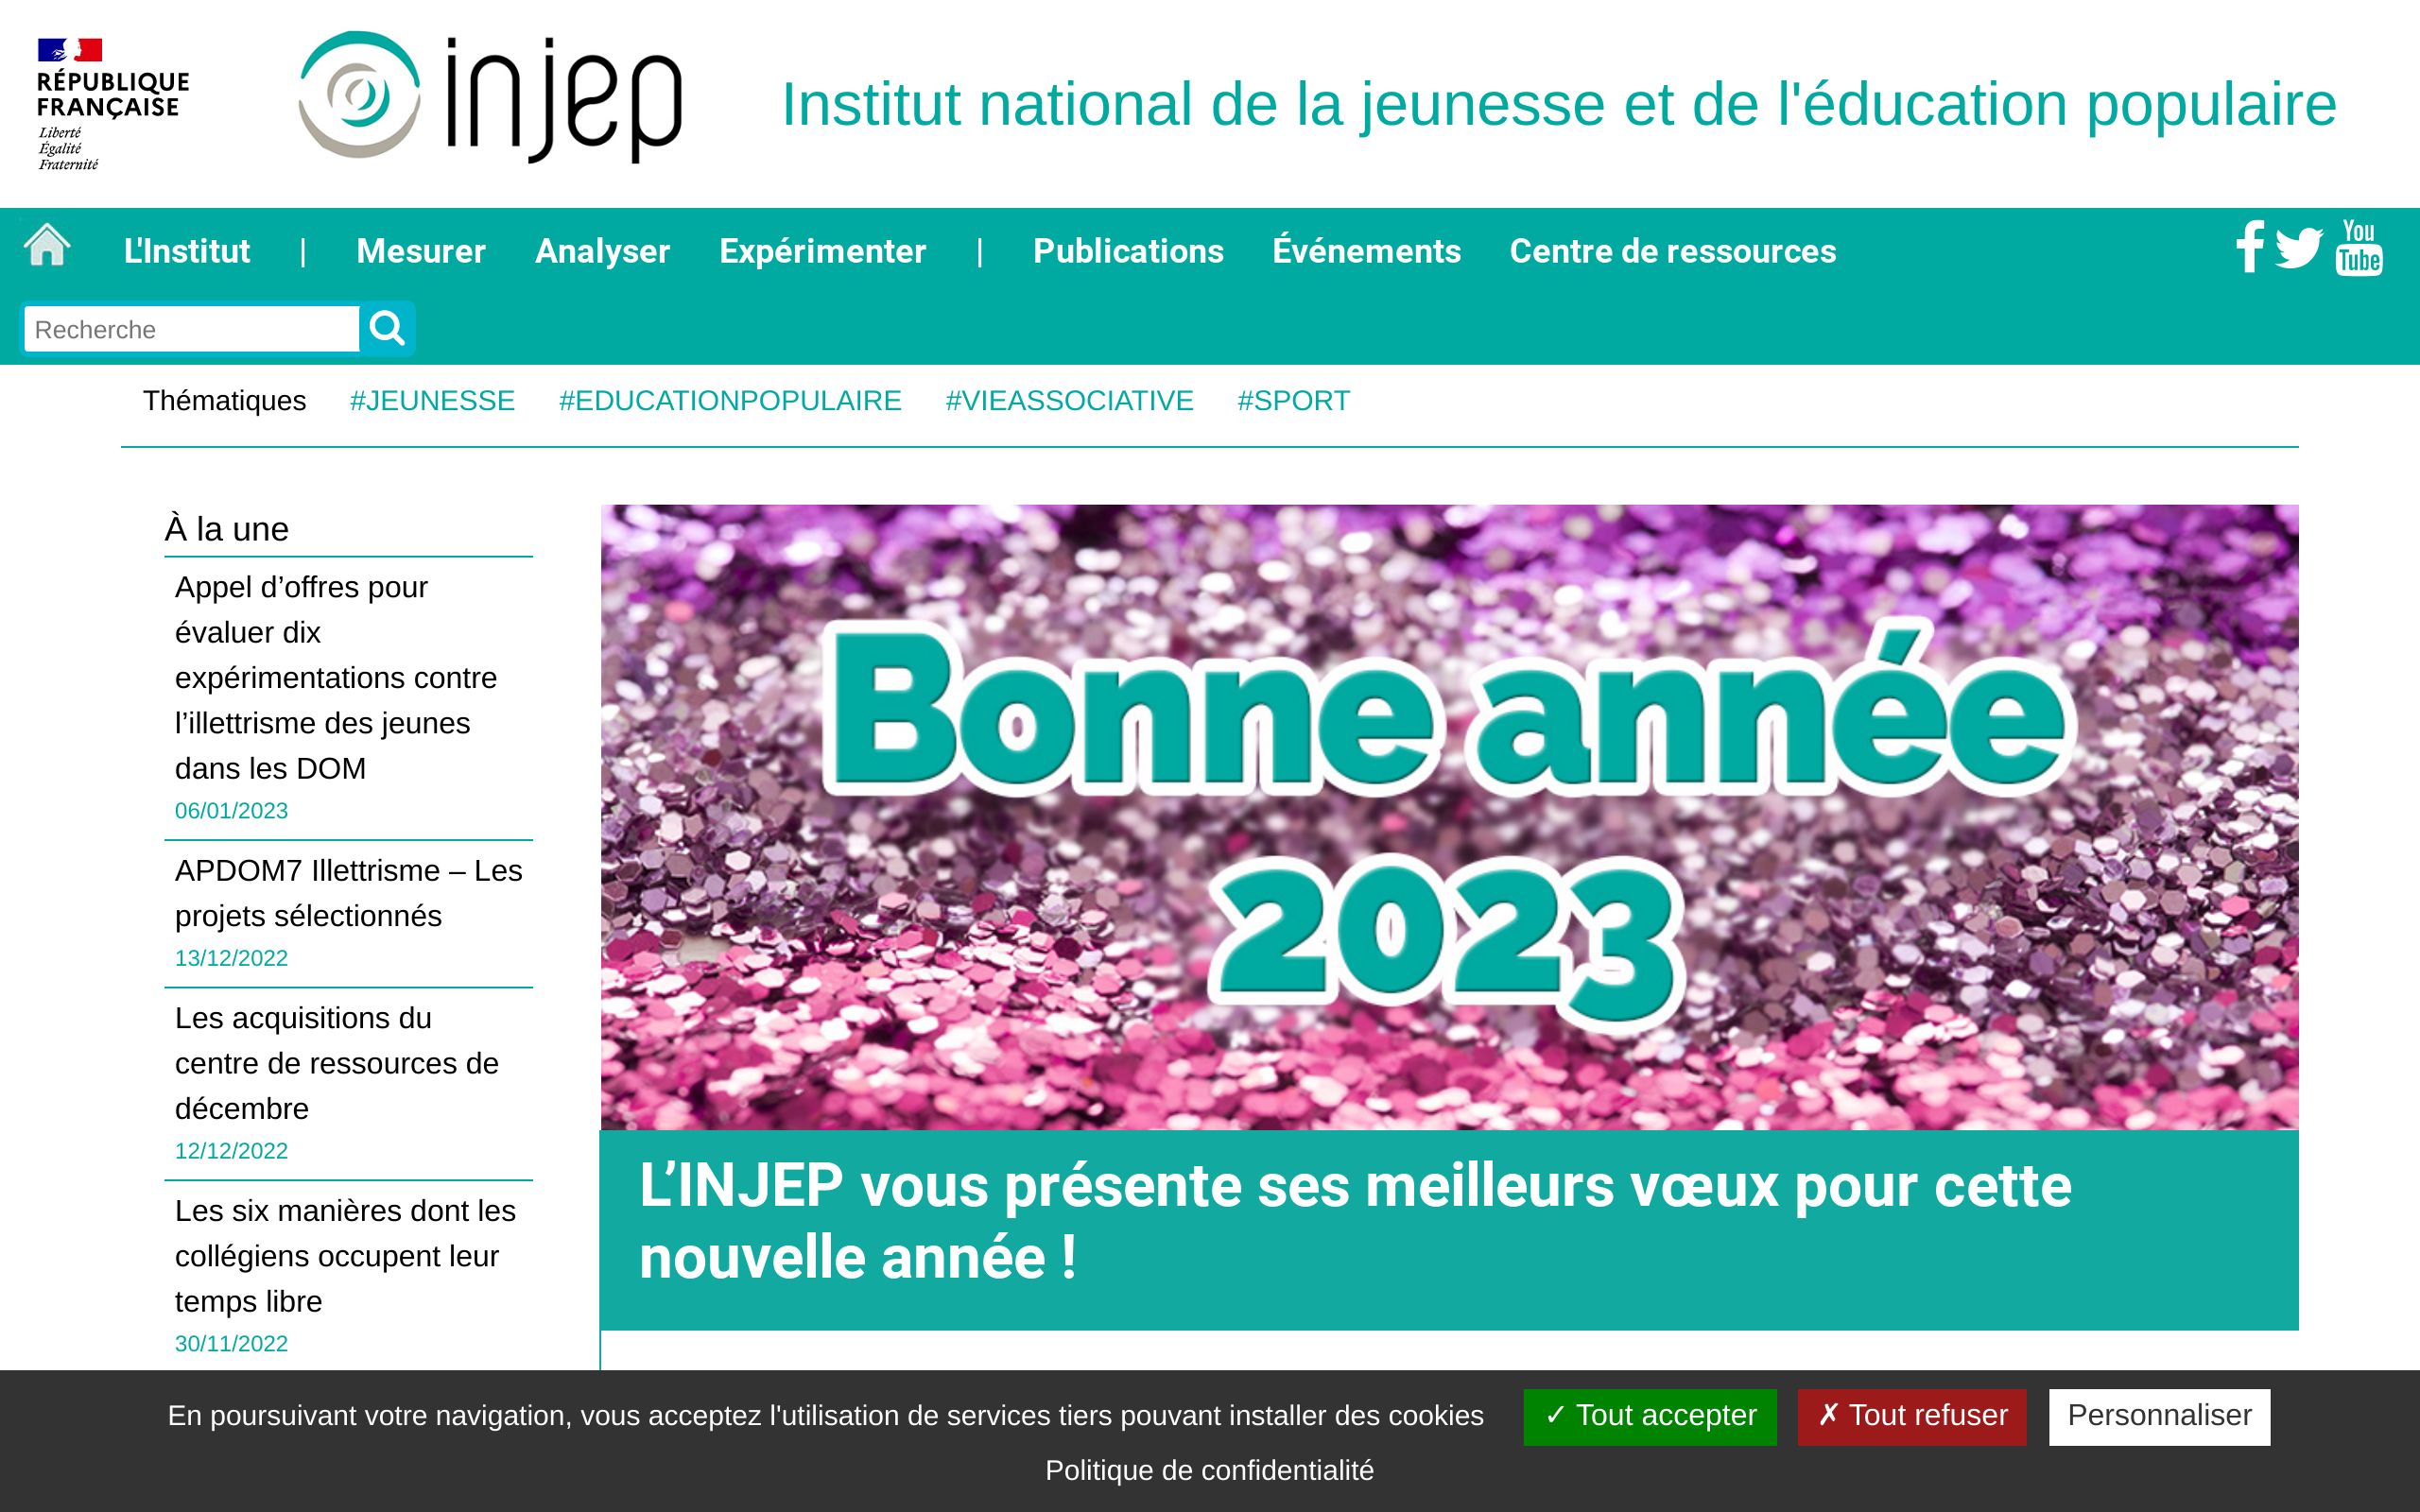 RÉPUBLIQUE
FRANÇAISE
Liberté
Égalité
Fraternité
injep
Institut national de la jeunesse et de l'éducation populaire
L'Institut | Mesurer Analyser Expérimenter | Publications Événements Centre de ressources
You
Tube
Recherche
Thématiques #JEUNESSE #EDUCATIONPOPULAIRE #VIEASSOCIATIVE #SPORT
À la une
Appel d’offres pour
évaluer dix
expérimentations contre
l’illettrisme des jeunes
dans les DOM
06/01/2023
APDOM7 Illettrisme – Les
projets sélectionnés
13/12/2022
Les acquisitions du
centre de ressources de
décembre
12/12/2022
Les six manières dont les
collégiens occupent leur
temps libre
30/11/2022
Bonne année
2023
L’INJEP vous présente ses meilleurs vœux pour cette
nouvelle année !
En poursuivant votre navigation, vous acceptez l'utilisation de services tiers pouvant installer des cookies ✓ Tout accepter ✗ Tout refuser Personnaliser
Politique de confidentialité